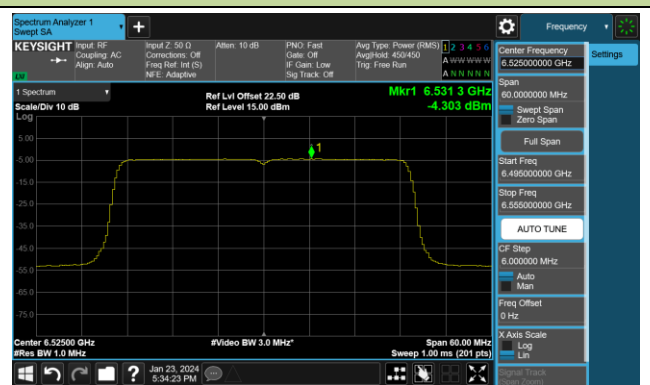 Spectrum Analyzer 1
Swept SA
Frequency
KEYSIGHT
Input: RF
Coupling: AC
Align: Auto
Input Z: 50 Ω
Corrections: Off
Freq Ref: Int (S)
NFE: Adaptive
Atten: 10 dB
PNO: Fast
Gate: Off
IF Gain: Low
Sig Track: Off
Avg Type: Power (RMS)
Avg|Hold: 450/450
Trig: Free Run
1 2 3 4 5 6
A W W W W W
A N N N N N
LW
1 Spectrum
Scale/Div 10 dB
Log
Ref Lvl Offset 22.50 dB
Ref Level 15.00 dBm
Mkr1 6.531 3 GHz
-4.303 dBm
1
5.00
-5.00
-15.0
-25.0
-35.0
-45.0
-55.0
-65.0
-75.0
Center 6.52500 GHz
#Res BW 1.0 MHz
#Video BW 3.0 MHz*
Span 60.00 MHz
Sweep 1.00 ms (201 pts)
Jan 23, 2024
5:34:23 PM
Center Frequency
6.525000000 GHz
Settings
Span
60.0000000 MHz
Swept Span
Zero Span
Full Span
Start Freq
6.495000000 GHz
Stop Freq
6.555000000 GHz
AUTO TUNE
CF Step
6.000000 MHz
Auto
Man
Freq Offset
0 Hz
X Axis Scale
Log
Lin
Signal Track
(Span Zoom)